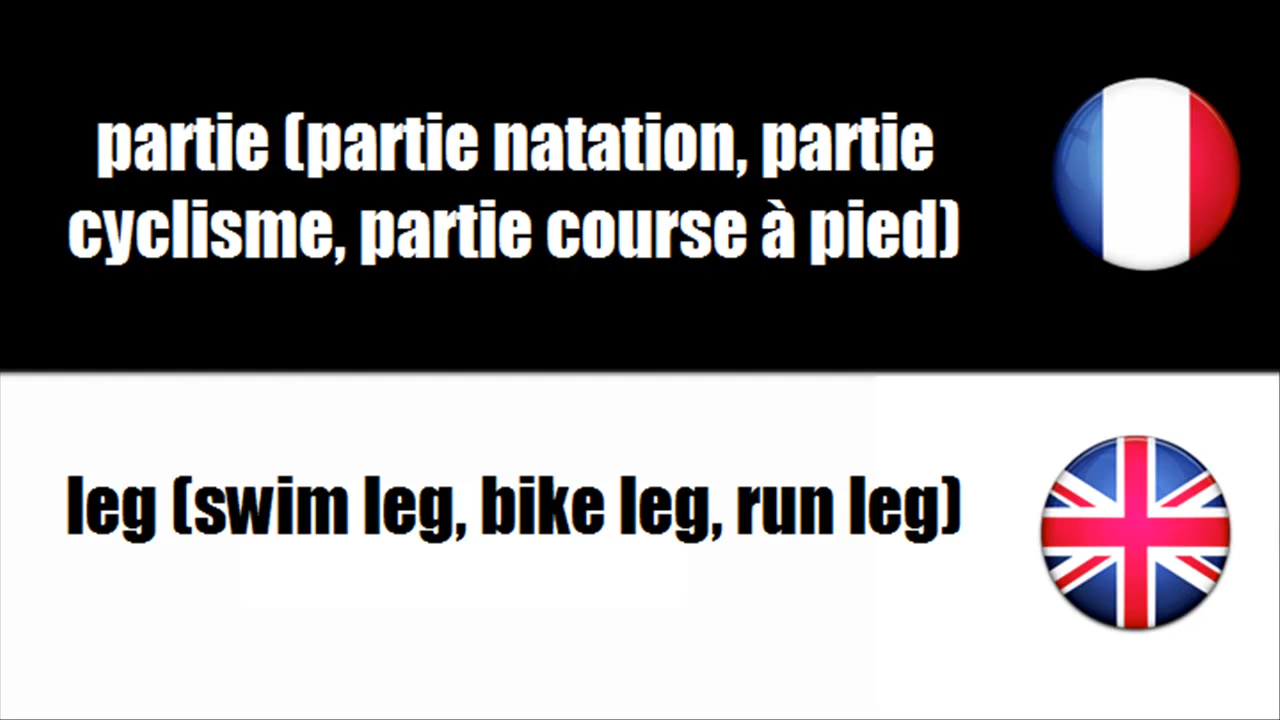 partie (partie natation, partie
cyclisme, partie course à pied)
leg (swim leg, bike leg, run leg)